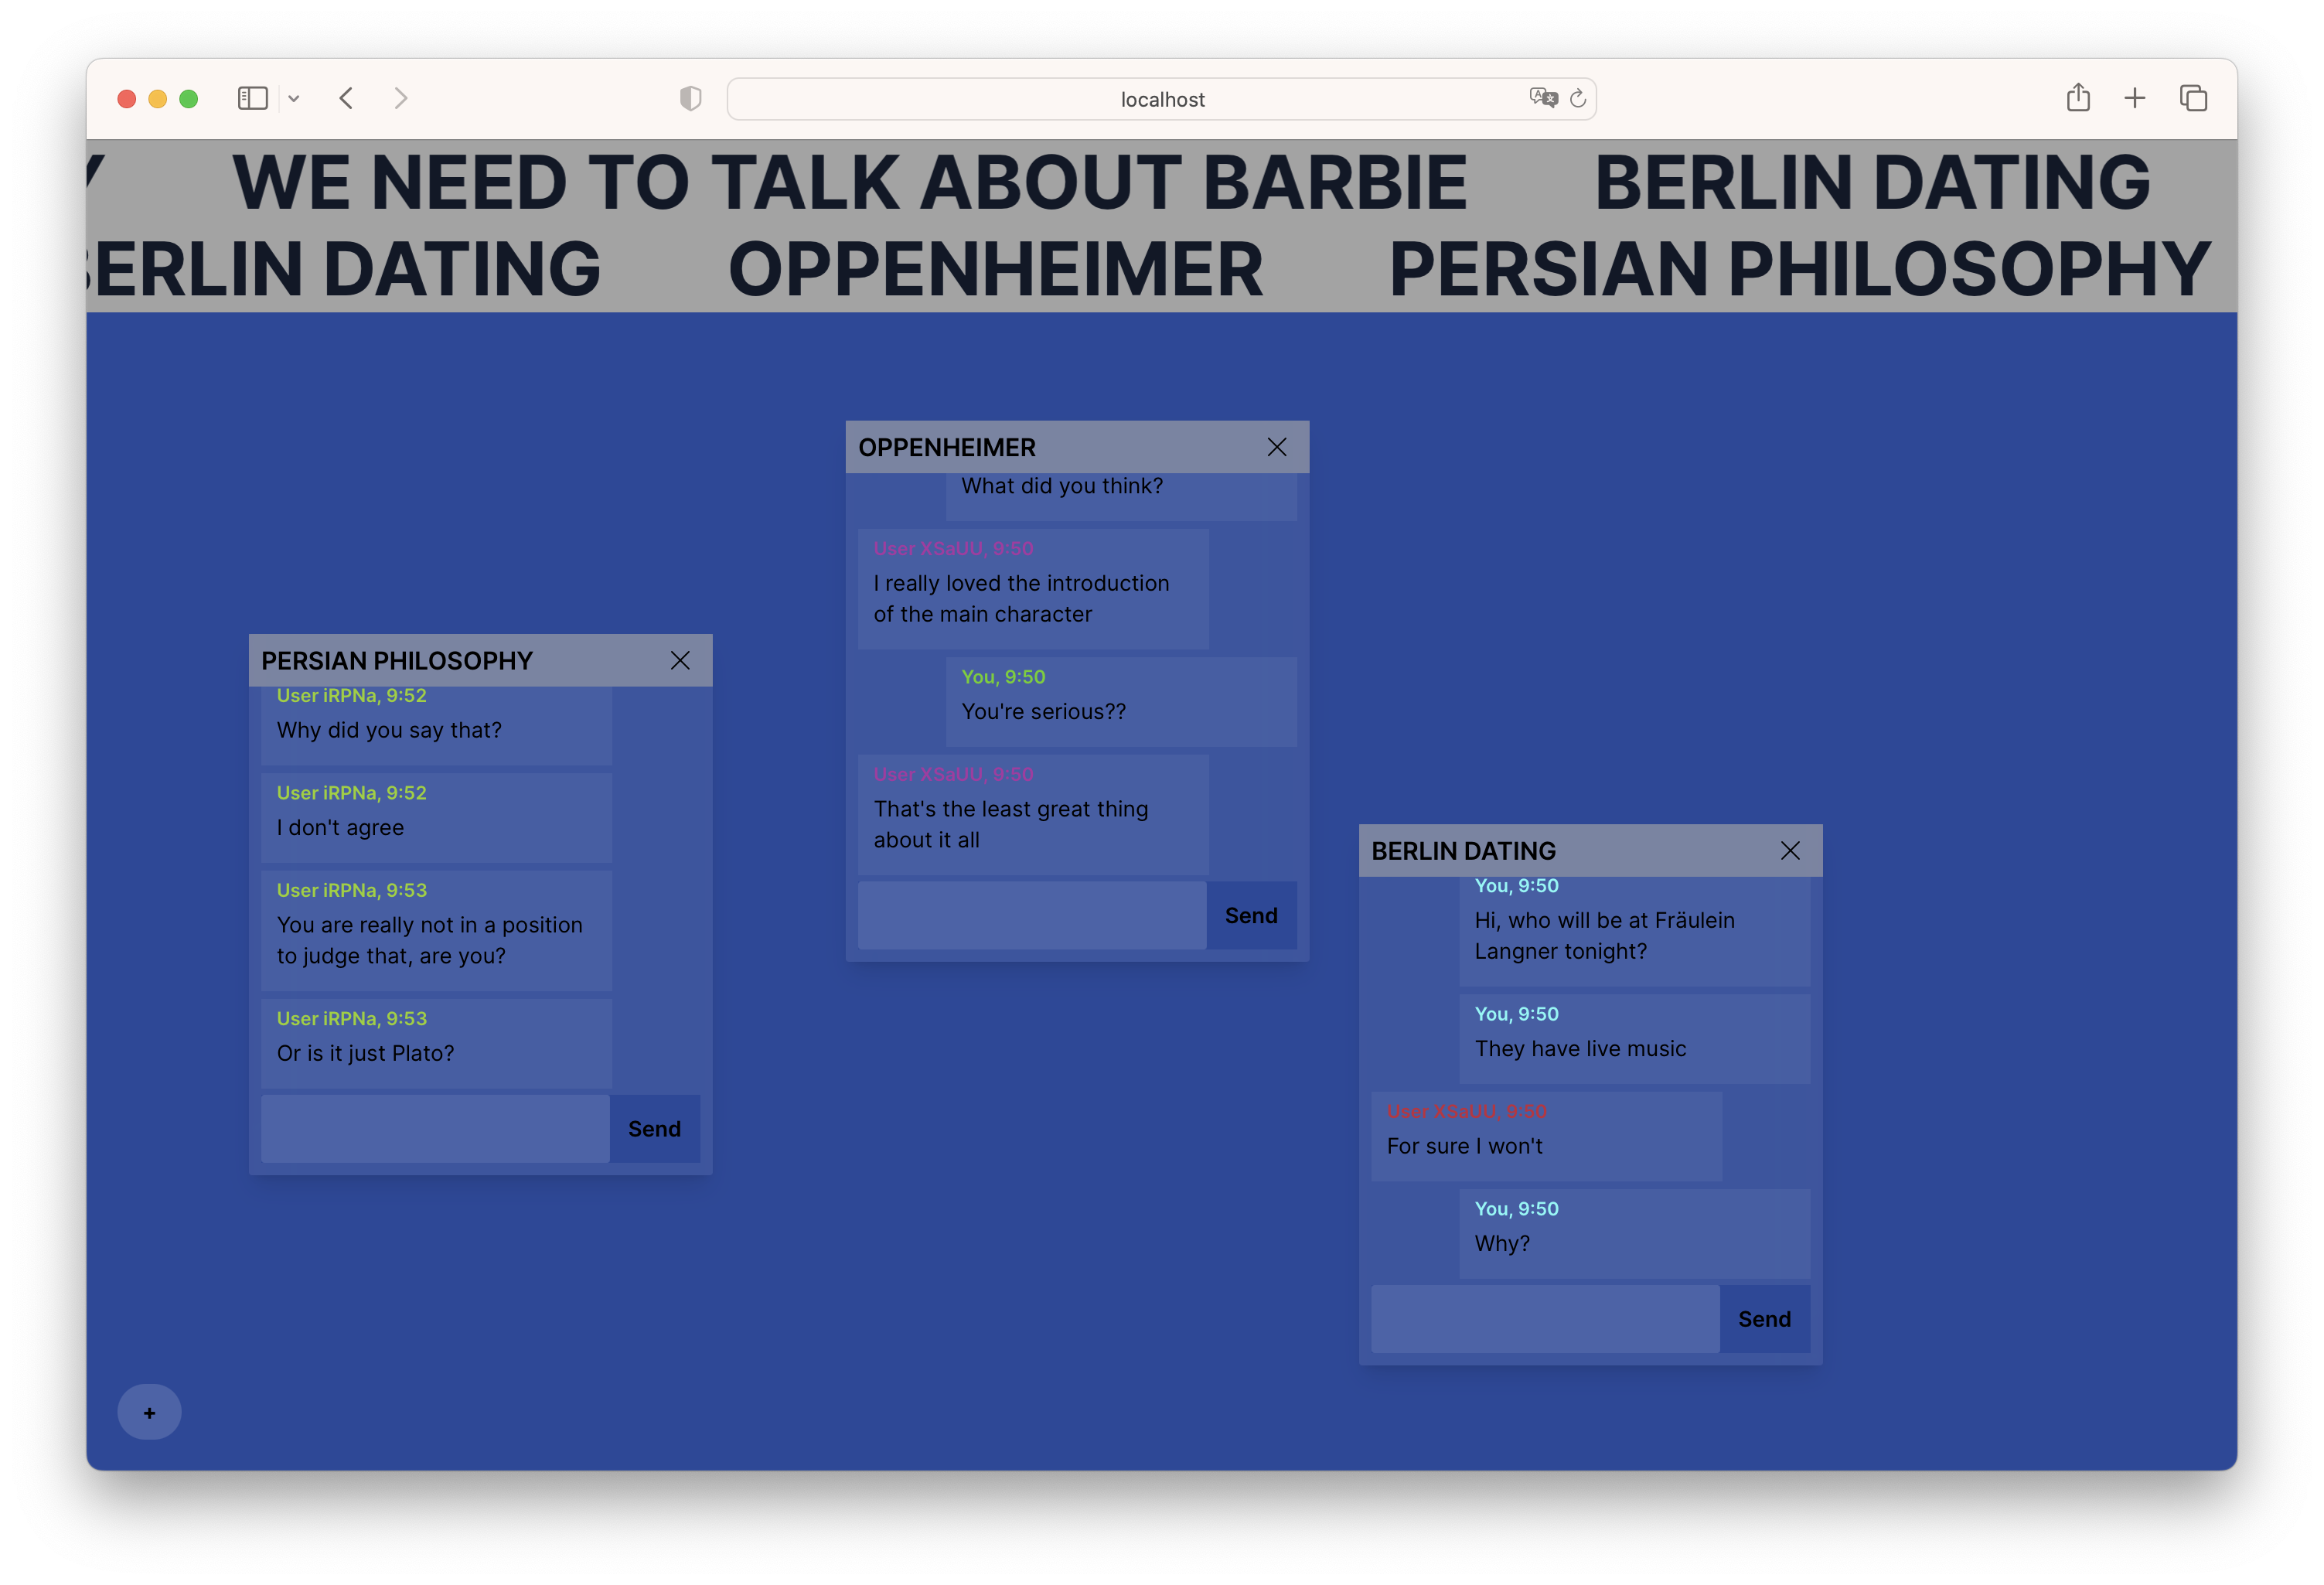 localhost
WE NEED TO TALK ABOUT BARBIE BERLIN DATING
BERLIN DATING OPPENHEIMER PERSIAN PHILOSOPHY
OPPENHEIMER
What did you think?
User XSaUU, 9:50
I really loved the introduction
of the main character
You, 9:50
You're serious??
User XSaUU, 9:50
That's the least great thing
about it all
Send
PERSIAN PHILOSOPHY
User iRPNa, 9:52
Why did you say that?
User iRPNa, 9:52
I don't agree
User iRPNa, 9:53
You are really not in a position
to judge that, are you?
User iRPNa, 9:53
Or is it just Plato?
Send
BERLIN DATING
You, 9:50
Hi, who will be at Fräulein
Langner tonight?
You, 9:50
They have live music
User XSaUU, 9:50
For sure I won't
You, 9:50
Why?
Send
+